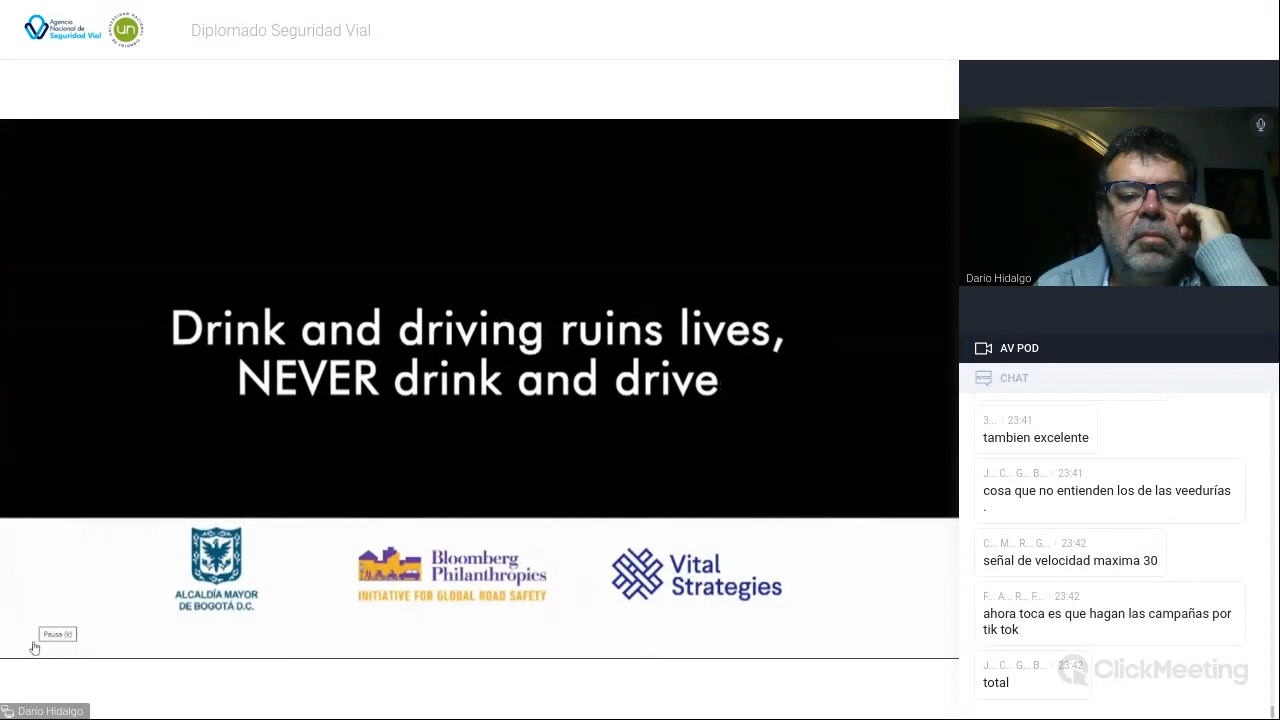 Agencia
Nacional de
Seguridad Vial
un
Diplomado Seguridad Vial
Drink and driving ruins lives,
NEVER drink and drive
ALCALDÍA MAYOR
DE BOGOTÁ D.C.
Bloomberg
Philanthropies
INITIATIVE FOR GLOBAL ROAD SAFETY
Vital
Strategies
Pausa (k)
Darío Hidalgo
Darío Hidalgo
AV POD
CHAT
3... 23:41
tambien excelente
J... C... G... B... 23:41
cosa que no entienden los de las veedurías
.
C... M... R... G... 23:42
señal de velocidad maxima 30
F... A... R... F... 23:42
ahora toca es que hagan las campañas por
tik tok
J... C... G... B... 23:42
total
ClickMeeting